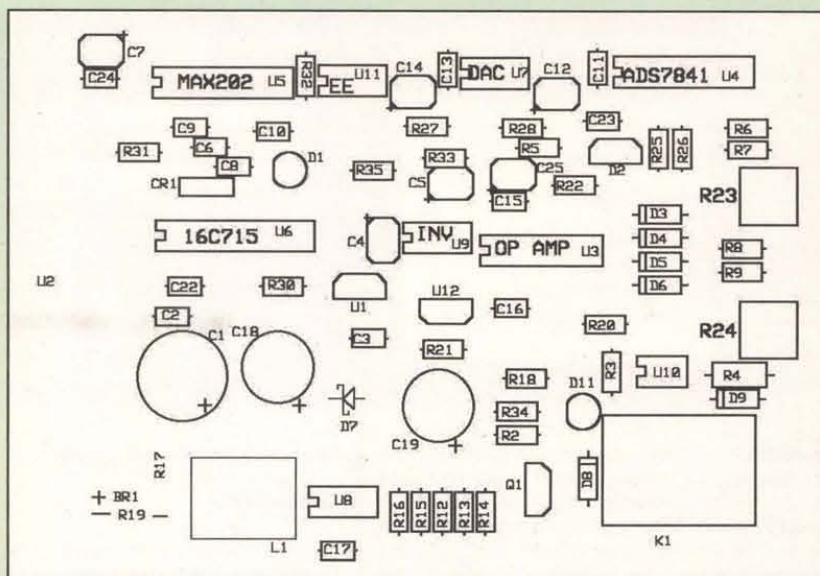 C7
C24
MAX202 U5
R32
EE U11
C14
C13
DAC U7
C12
C11
ADS7841 U4
C9
C10
R27
R28
C23
R6
R31
C6
R5
R25
R26
R7
C8
D1
R33
D2
R35
C5
C25
CR1
C15
R22
R23
D3
16C715 U6
C4
INV U9
OP AMP U3
D4
R8
D5
R9
U2
C22
R30
U1
U12
C16
D6
C2
C1
C18
C3
R20
R24
R21
R3
U10
R4
R18
D11
D9
D7
R34
C19
R2
R17
BR1
R19
L1
U8
R16
R15
R12
R13
R14
Q1
D8
K1
C17